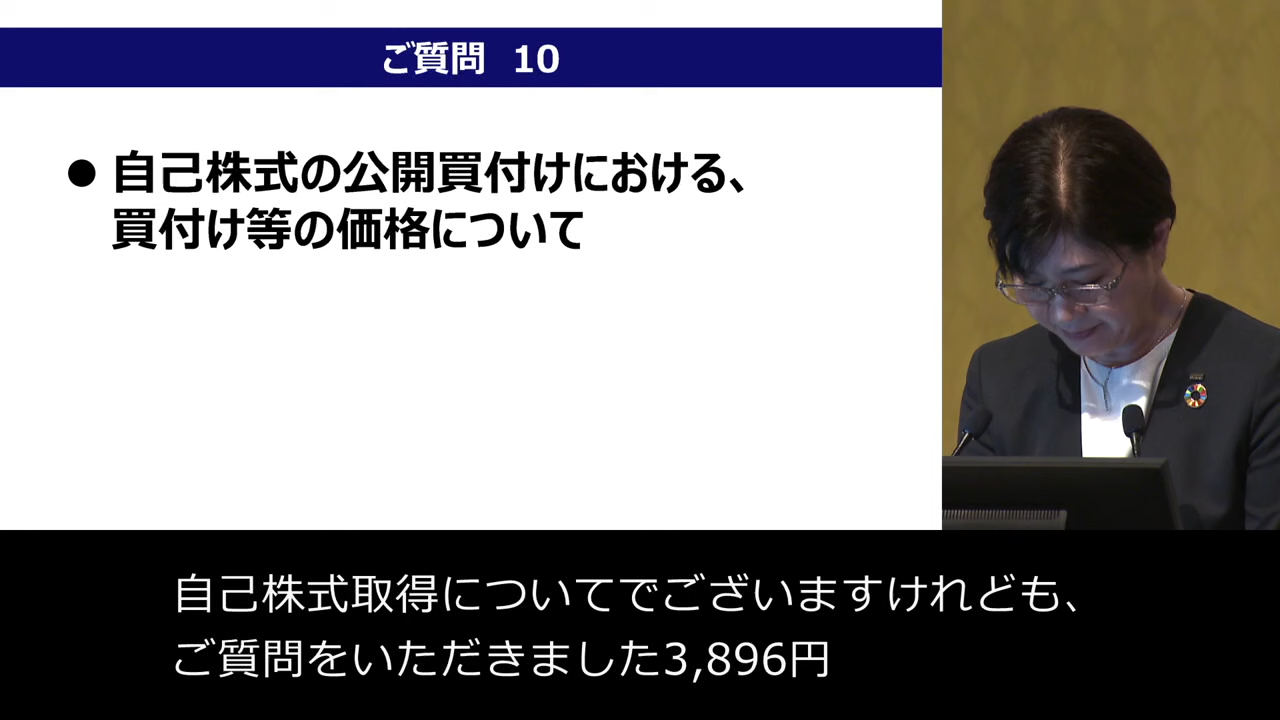 ご質問 10
● 自己株式の公開買付けにおける、
買付け等の価格について
自己株式取得についてでございますけれども、
ご質問をいただきました3,896円